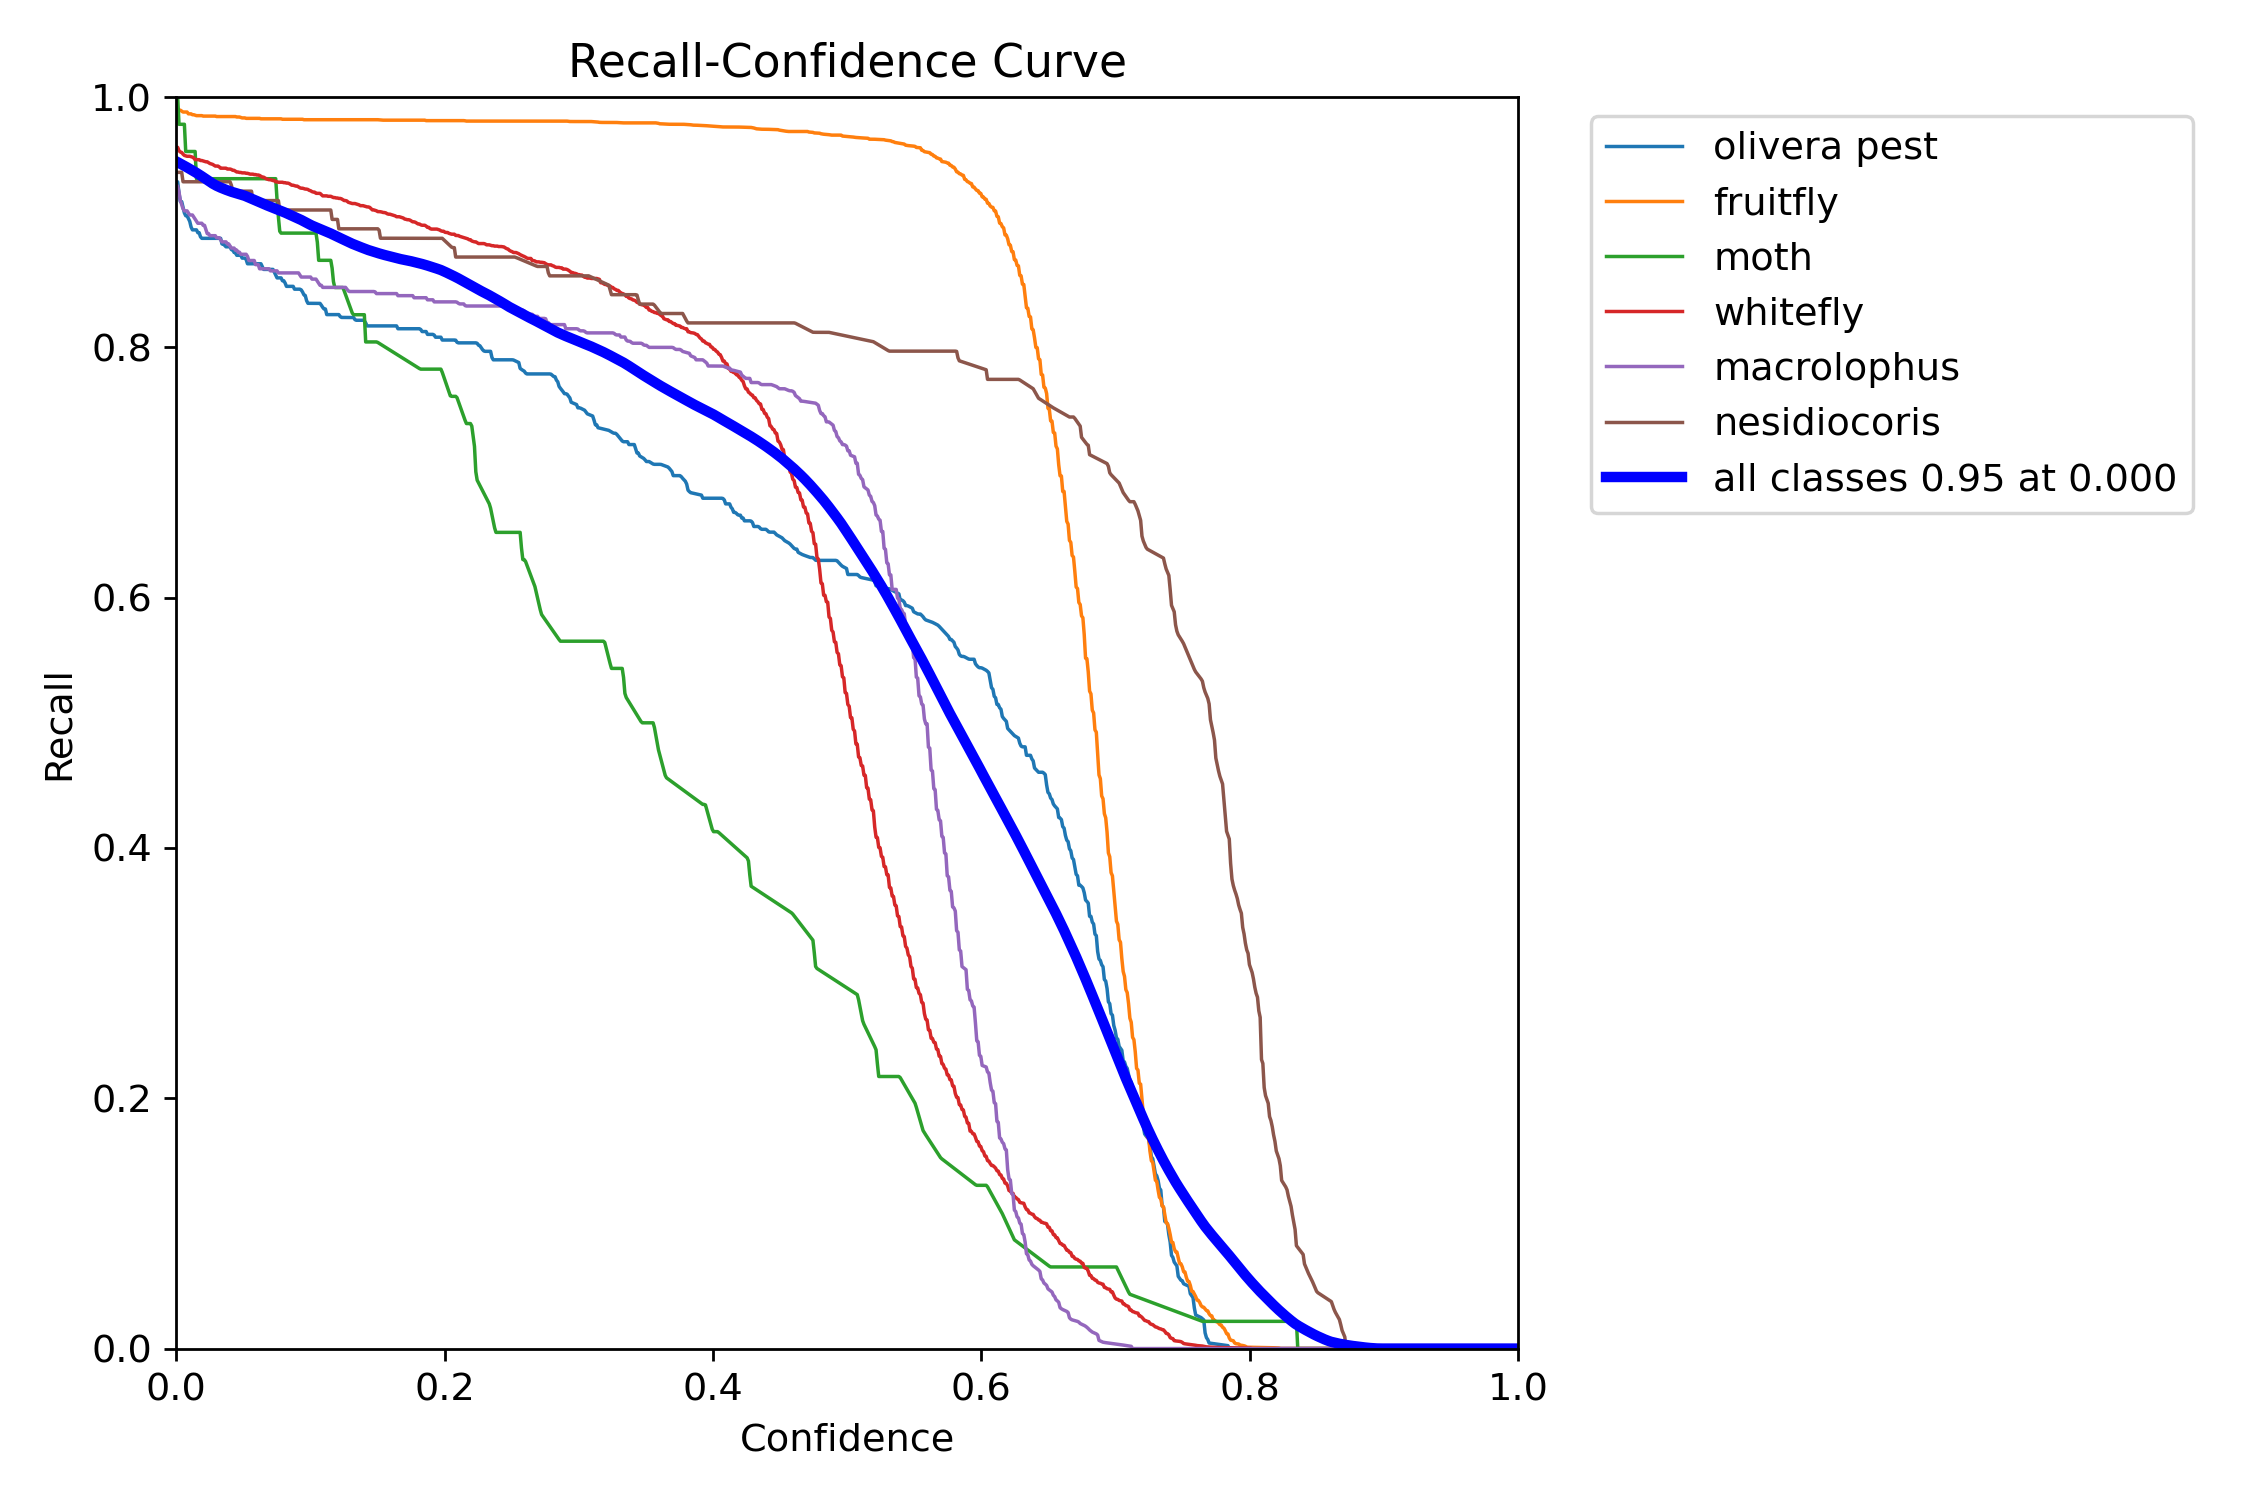 Recall-Confidence Curve
1.0
0.8
0.6
0.4
0.2
0.0
Recall
0.0 0.2 0.4 0.6 0.8 1.0
Confidence
olivera pest
fruitfly
moth
whitefly
macrolophus
nesidiocoris
all classes 0.95 at 0.000